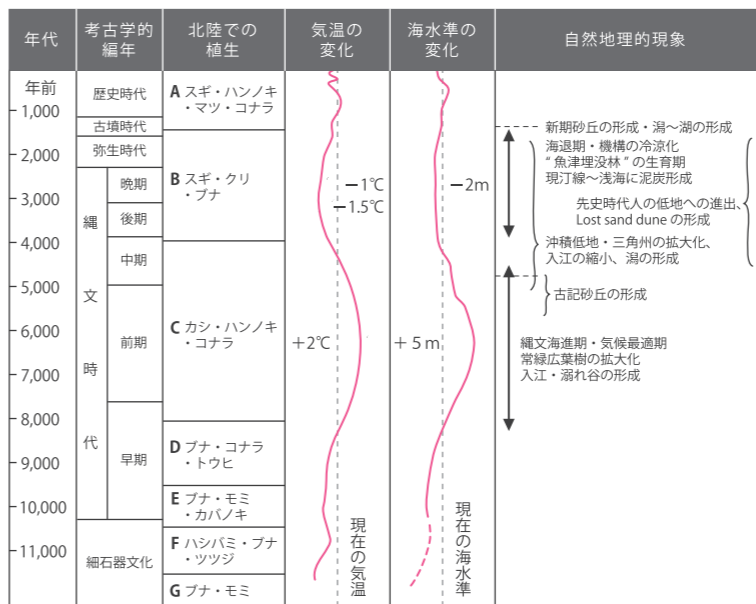 年代
考古学的
編年
北陸での
植生
気温の
変化
海水準の
変化
自然地理的現象
年前
1,000
2,000
3,000
4,000
5,000
6,000
7,000
8,000
9,000
10,000
11,000
歴史時代
古墳時代
弥生時代
縄文時代
晩期
後期
中期
前期
早期
細石器文化
A スギ・ハンノキ
・マツ・コナラ
B スギ・クリ
・ブナ
C カシ・ハンノキ
・コナラ
D ブナ・コナラ
・トウヒ
E ブナ・モミ
・カバノキ
F ハシバミ・ブナ
・ツツジ
G ブナ・モミ
−1℃
−1.5℃
+2℃
現在の気温
−2m
+5m
現在の海水準
新期砂丘の形成・潟〜湖の形成
海退期・機構の冷涼化
“魚津埋没林”の生育期
現汀線〜浅海に泥炭形成
先史時代人の低地への進出、
Lost sand dune の形成
沖積低地・三角州の拡大化、
入江の縮小、潟の形成
古記砂丘の形成
縄文海進期・気候最適期
常緑広葉樹の拡大化
入江・溺れ谷の形成